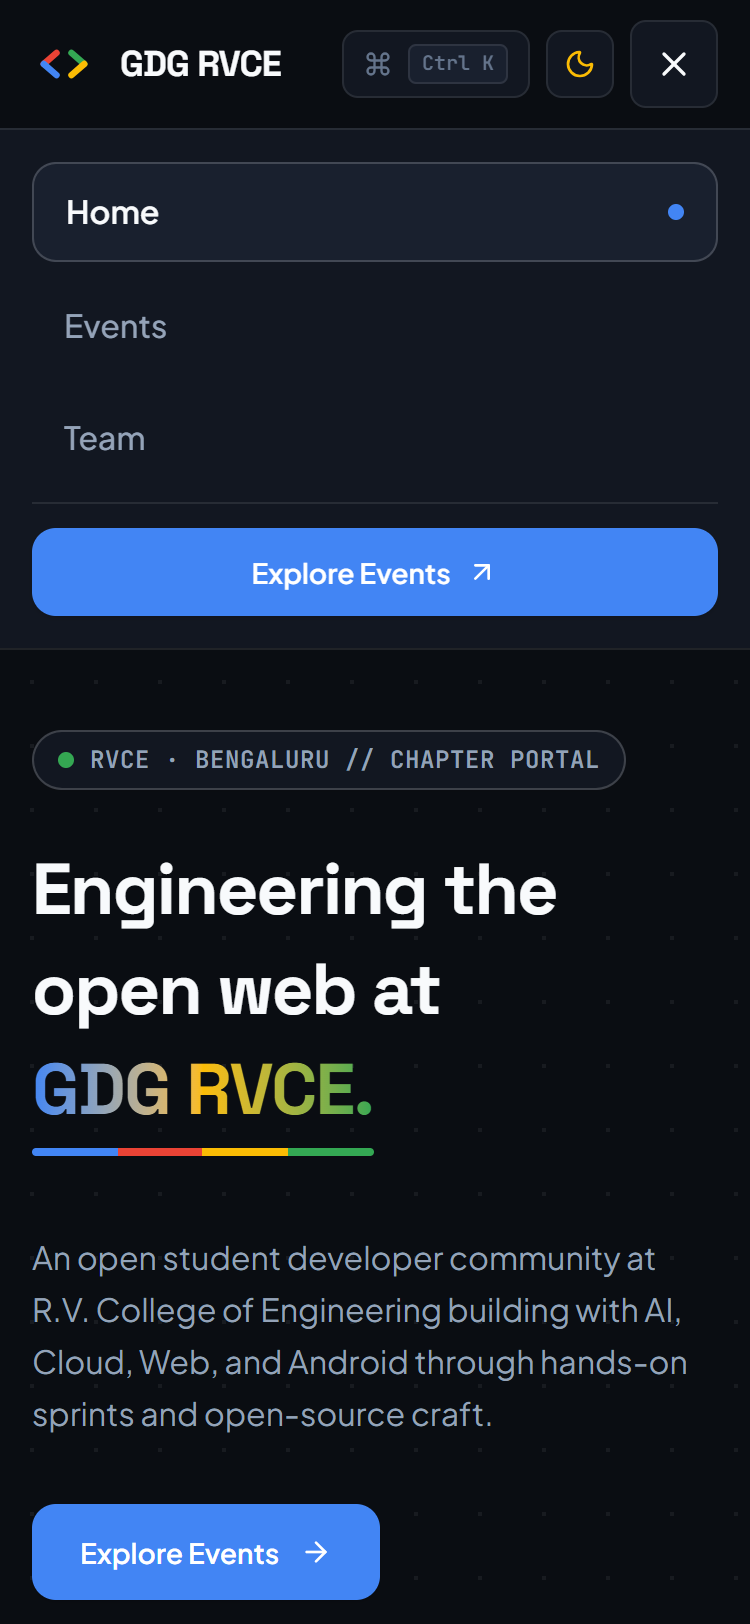 GDG RVCE
⌘ Ctrl K
Home
Events
Team
Explore Events
RVCE · BENGALURU // CHAPTER PORTAL
Engineering the
open web at
GDG RVCE.
An open student developer community at
R.V. College of Engineering building with AI,
Cloud, Web, and Android through hands-on
sprints and open-source craft.
Explore Events